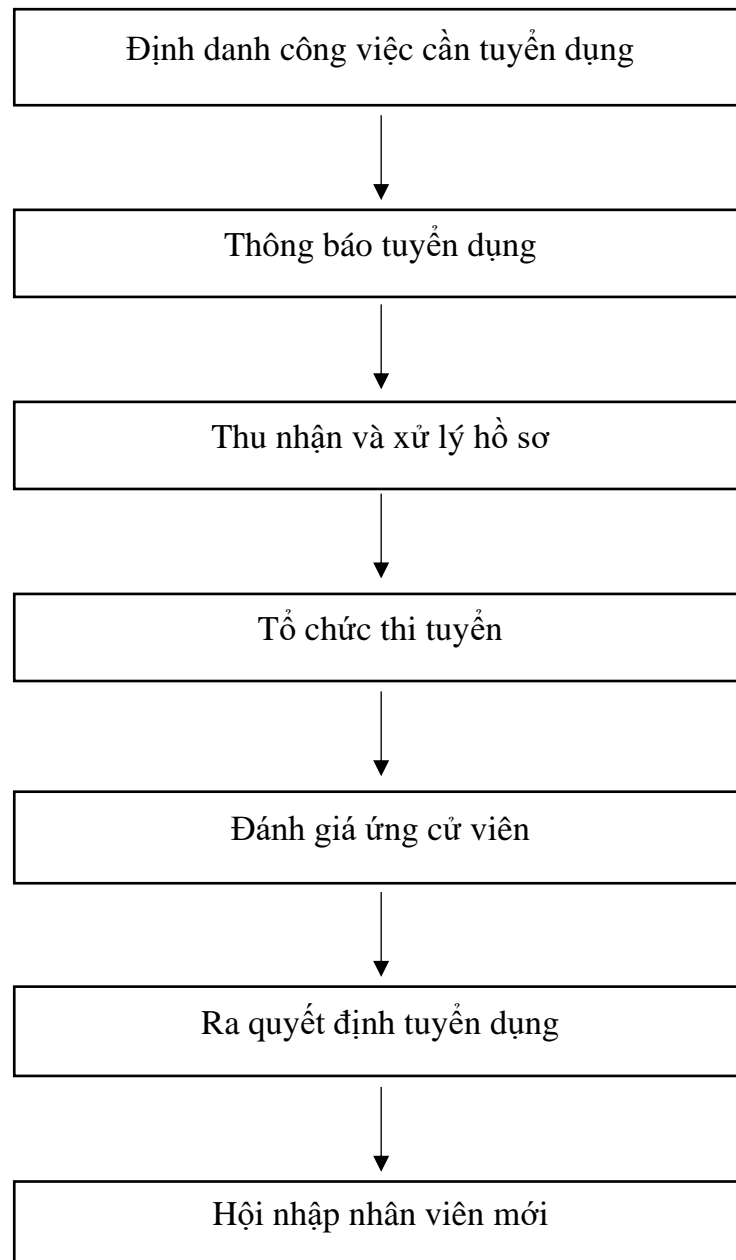 Định danh công việc cần tuyển dụng
Thông báo tuyển dụng
Thu nhận và xử lý hồ sơ
Tổ chức thi tuyển
Đánh giá ứng cử viên
Ra quyết định tuyển dụng
Hội nhập nhân viên mới